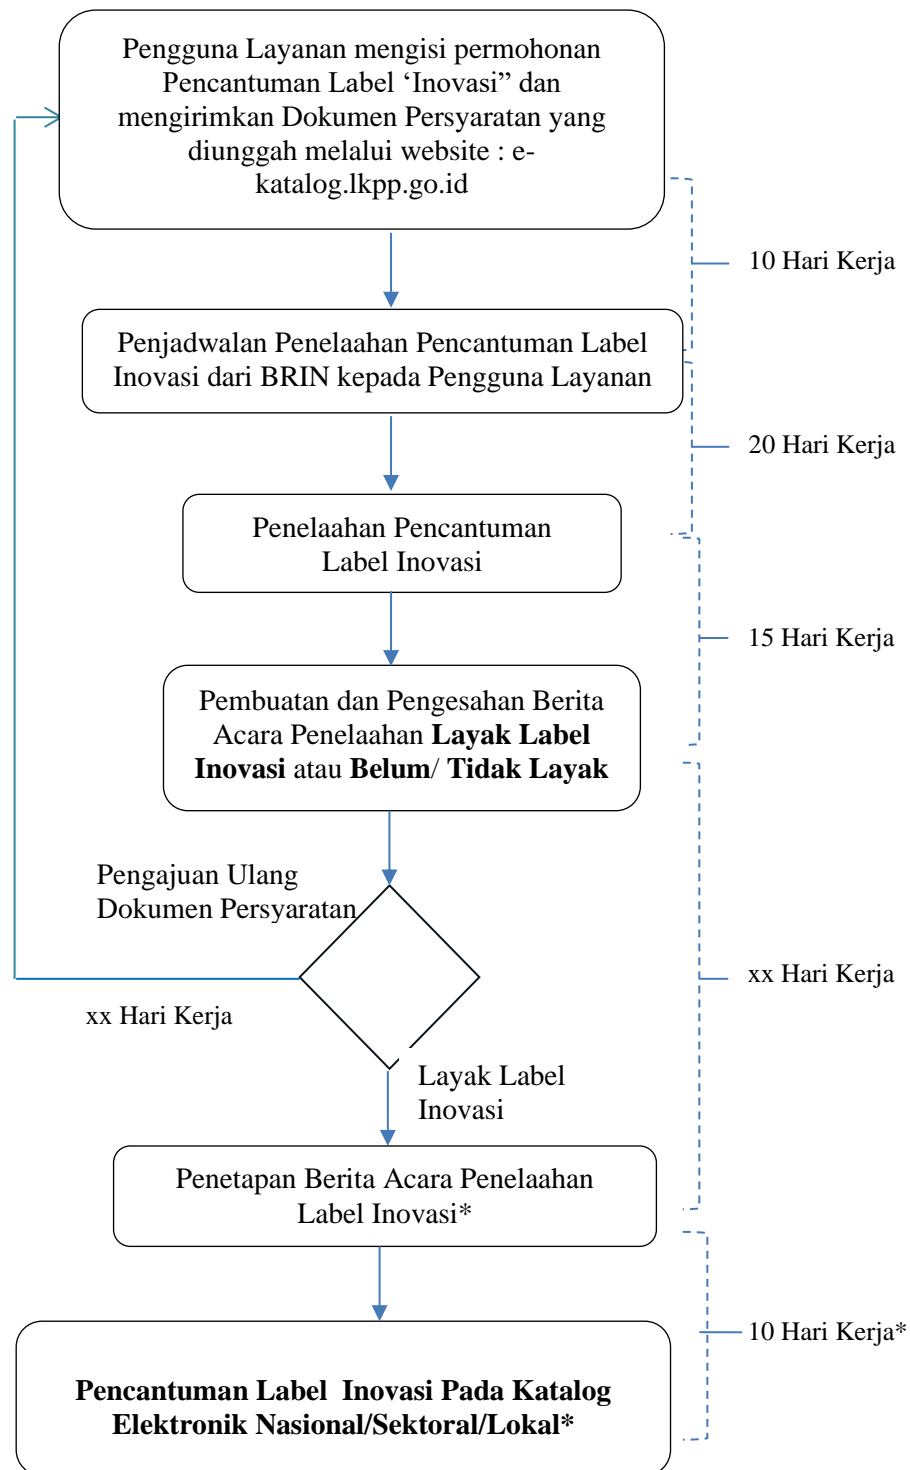 Pengguna Layanan mengisi permohonan
Pencantuman Label ‘Inovasi” dan
mengirimkan Dokumen Persyaratan yang
diunggah melalui website : e-
katalog.lkpp.go.id
10 Hari Kerja
Penjadwalan Penelaahan Pencantuman Label
Inovasi dari BRIN kepada Pengguna Layanan
20 Hari Kerja
Penelaahan Pencantuman
Label Inovasi
15 Hari Kerja
Pembuatan dan Pengesahan Berita
Acara Penelaahan Layak Label
Inovasi atau Belum/ Tidak Layak
Pengajuan Ulang
Dokumen Persyaratan
xx Hari Kerja
xx Hari Kerja
Layak Label
Inovasi
Penetapan Berita Acara Penelaahan
Label Inovasi*
10 Hari Kerja*
Pencantuman Label  Inovasi Pada Katalog
Elektronik Nasional/Sektoral/Lokal*